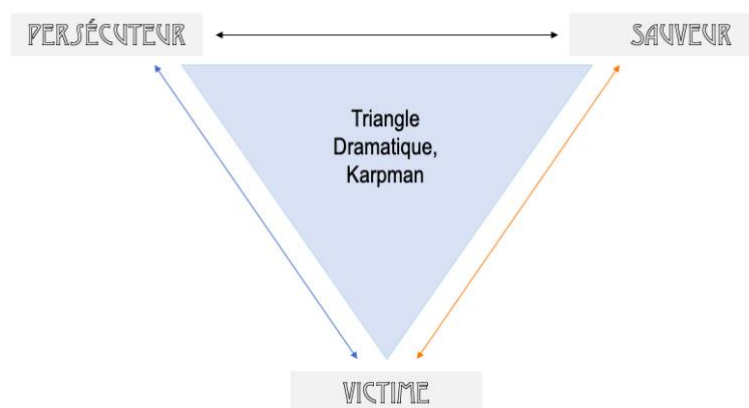 PERSÉCUTEUR
SAUVEUR
Triangle
Dramatique,
Karpman
VICTIME